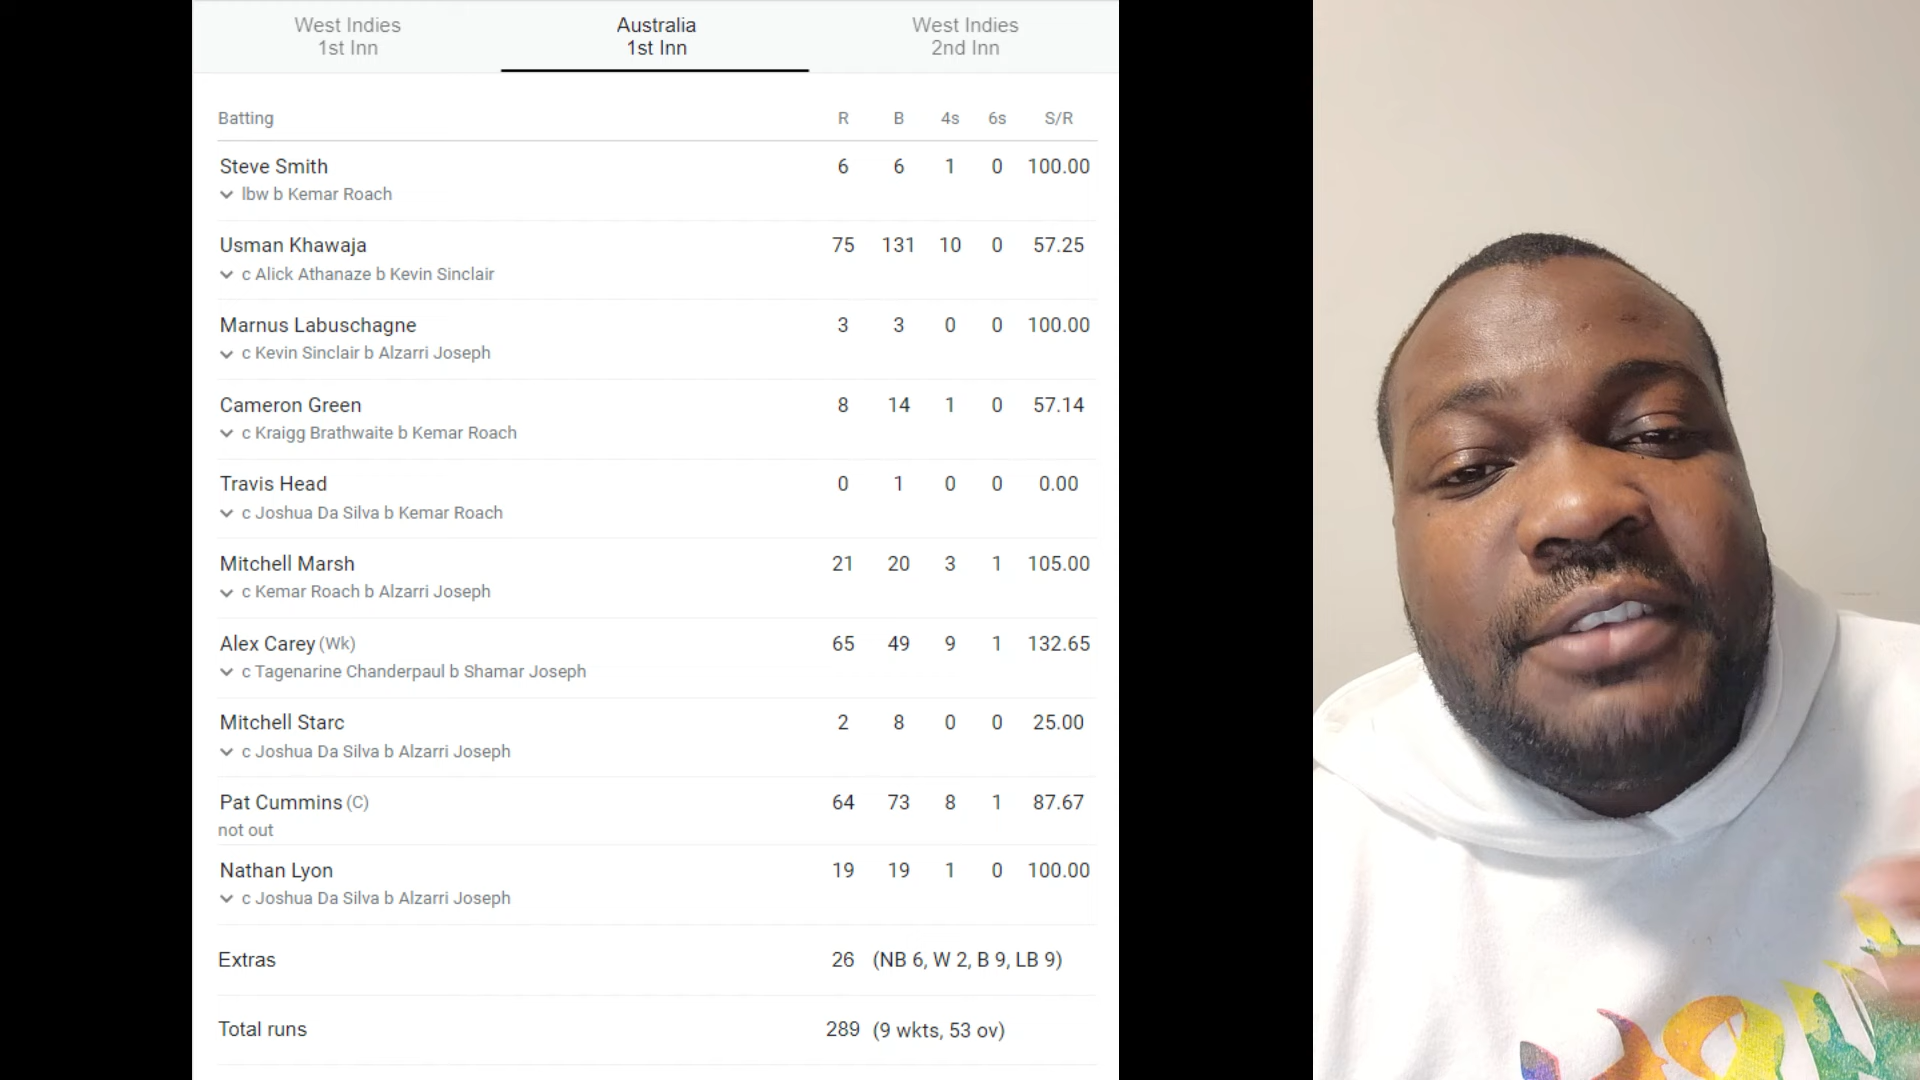 West Indies
1st Inn
Australia
1st Inn
West Indies
2nd Inn
Batting R B 4s 6s S/R
Steve Smith 6 6 1 0 100.00
lbw b Kemar Roach
Usman Khawaja 75 131 10 0 57.25
c Alick Athanaze b Kevin Sinclair
Marnus Labuschagne 3 3 0 0 100.00
c Kevin Sinclair b Alzarri Joseph
Cameron Green 8 14 1 0 57.14
c Kraigg Brathwaite b Kemar Roach
Travis Head 0 1 0 0 0.00
c Joshua Da Silva b Kemar Roach
Mitchell Marsh 21 20 3 1 105.00
c Kemar Roach b Alzarri Joseph
Alex Carey (Wk) 65 49 9 1 132.65
c Tagenarine Chanderpaul b Shamar Joseph
Mitchell Starc 2 8 0 0 25.00
c Joshua Da Silva b Alzarri Joseph
Pat Cummins (C) 64 73 8 1 87.67
not out
Nathan Lyon 19 19 1 0 100.00
c Joshua Da Silva b Alzarri Joseph
Extras 26 (NB 6, W 2, B 9, LB 9)
Total runs 289 (9 wkts, 53 ov)